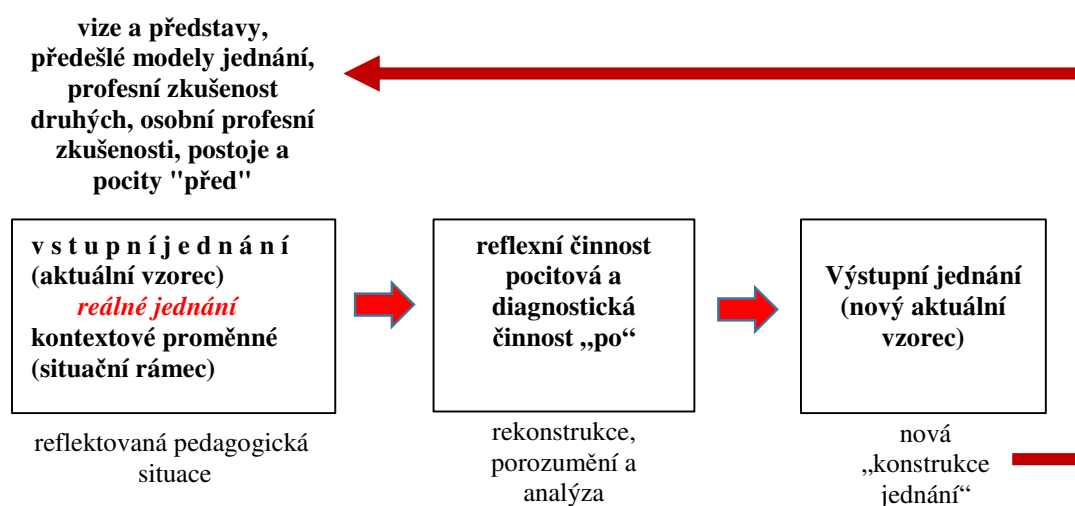 vize a představy,
předešlé modely jednání,
profesní zkušenost
druhých, osobní profesní
zkušenosti, postoje a
pocity "před"
v s t u p n í j e d n á n í
(aktuální vzorec)
reálné jednání
kontextové proměnné
(situační rámec)
reflektovaná pedagogická
situace
reflexní činnost
pocitová a
diagnostická
činnost „po“
rekonstrukce,
porozumění a
analýza
Výstupní jednání
(nový aktuální
vzorec)
nová
„konstrukce
jednání“